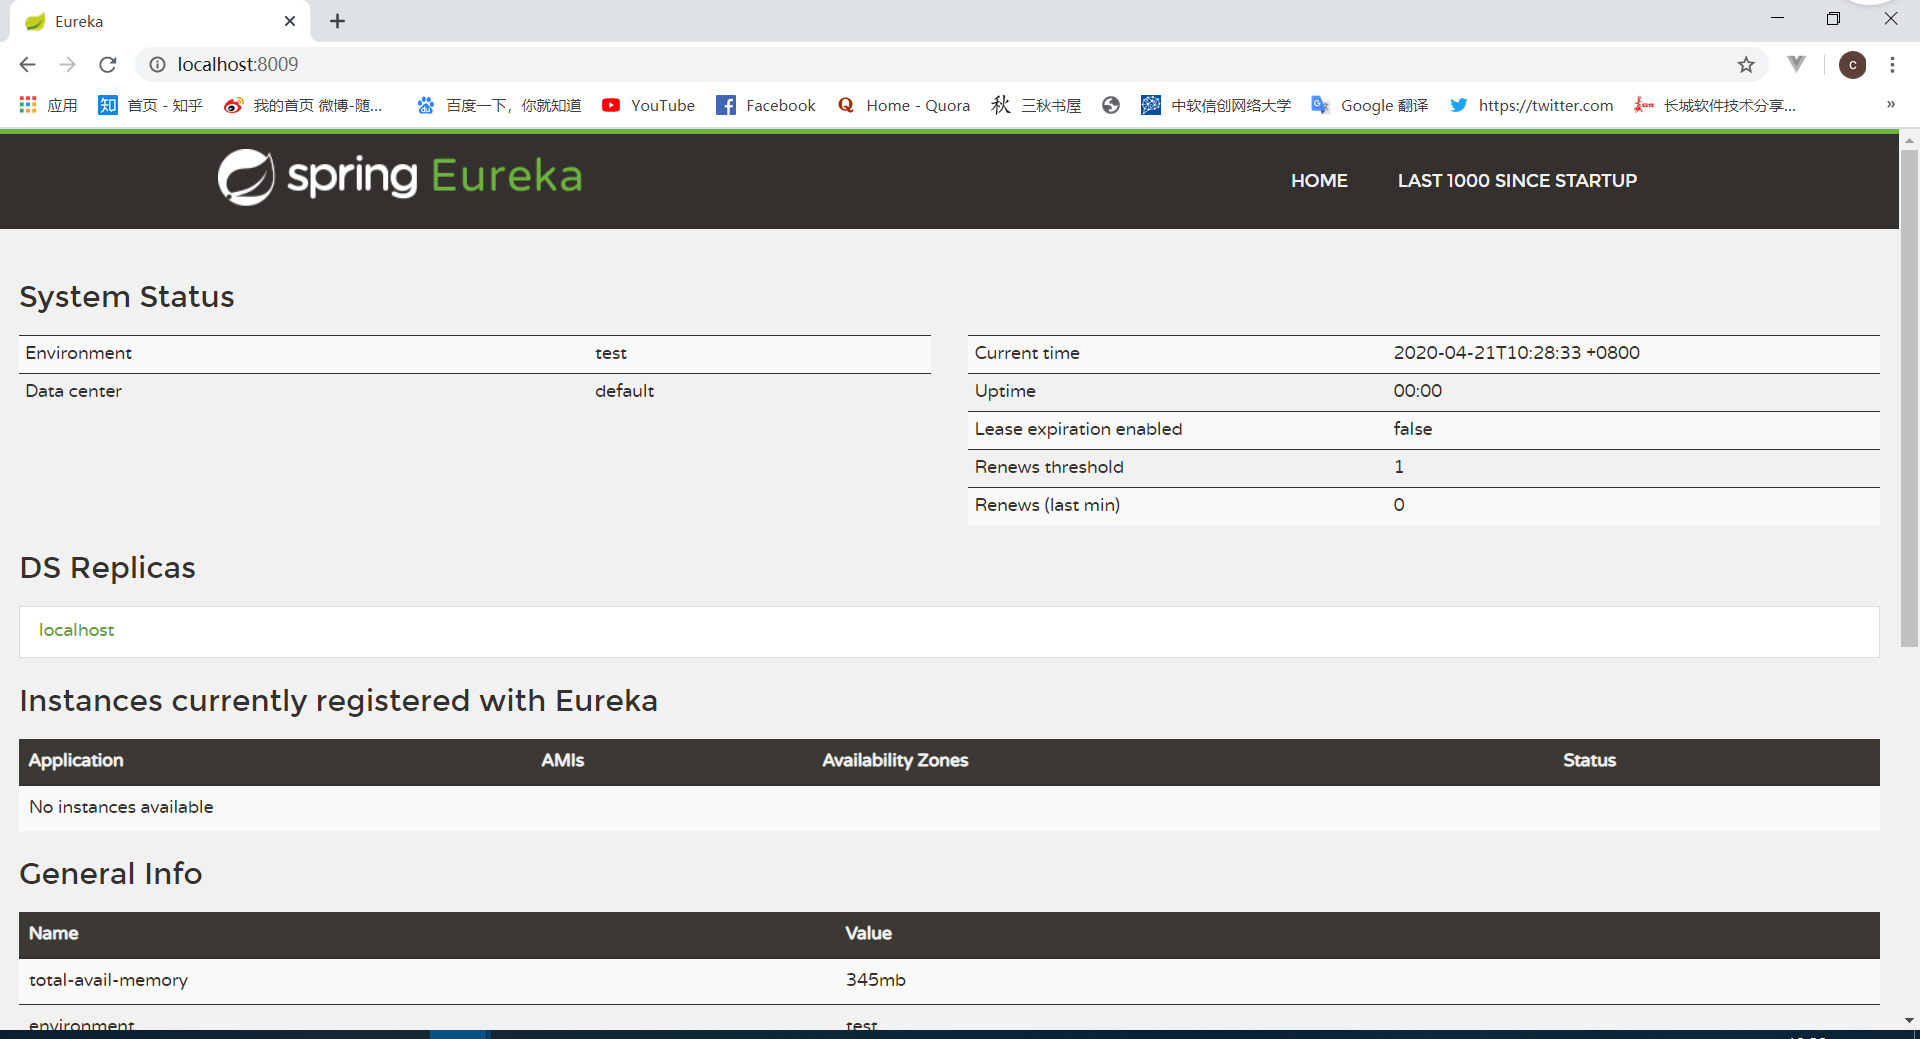 Eureka
localhost:8009
应用
知 首页 - 知乎
我的首页 微博-随...
百度一下，你就知道
YouTube
Facebook
Home - Quora
秋 三秋书屋
中软信创网络大学
Google 翻译
https://twitter.com
长城软件技术分享...
»
c
spring Eureka
HOME
LAST 1000 SINCE STARTUP
System Status
Environment test
Data center default
Current time 2020-04-21T10:28:33 +0800
Uptime 00:00
Lease expiration enabled false
Renews threshold 1
Renews (last min) 0
DS Replicas
localhost
Instances currently registered with Eureka
Application AMIs Availability Zones Status
No instances available
General Info
Name Value
total-avail-memory 345mb
environment test